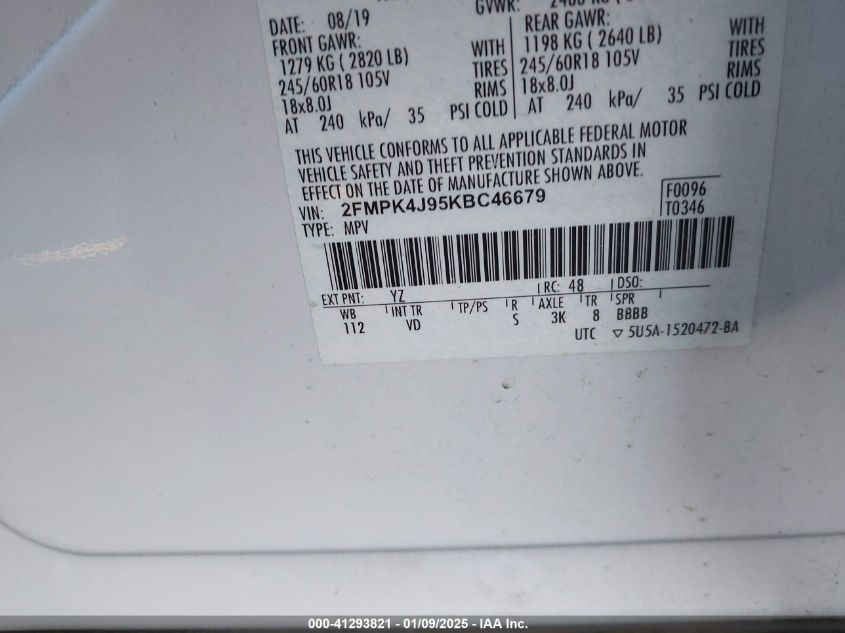 GVWR:
DATE: 08/19
FRONT GAWR:
1279 KG ( 2820 LB)
WITH
245/60R18 105V
TIRES
18x8.0J
RIMS
AT 240 kPa/ 35 PSI COLD
REAR GAWR:
1198 KG ( 2640 LB)
WITH
245/60R18 105V
TIRES
18x8.0J
RIMS
AT 240 kPa/ 35 PSI COLD
THIS VEHICLE CONFORMS TO ALL APPLICABLE FEDERAL MOTOR
VEHICLE SAFETY AND THEFT PREVENTION STANDARDS IN
EFFECT ON THE DATE OF MANUFACTURE SHOWN ABOVE.
VIN: 2FMPK4J95KBC46679
TYPE: MPV
F0096
T0346
EXT PNT: YZ RC: 48 DSO:
WB INT TR TP/PS R AXLE TR SPR
112 VD S 3K 8 BBBB
UTC ▽ 5U5A-1520472-BA
000-41293821 - 01/09/2025 - IAA Inc.